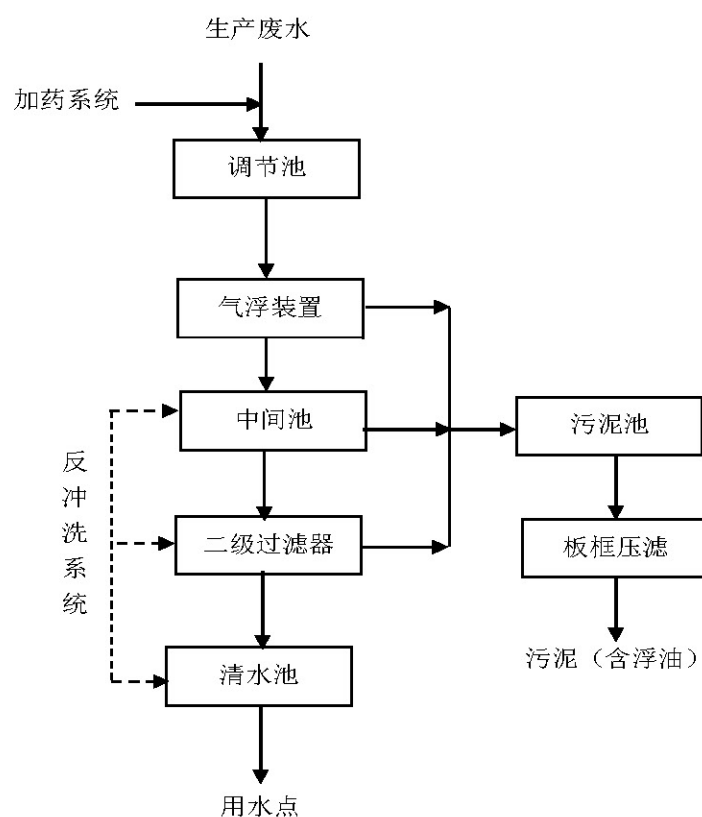 生产废水
加药系统
调节池
气浮装置
中间池
污泥池
反冲洗系统
二级过滤器
板框压滤
清水池
污泥（含浮油）
用水点